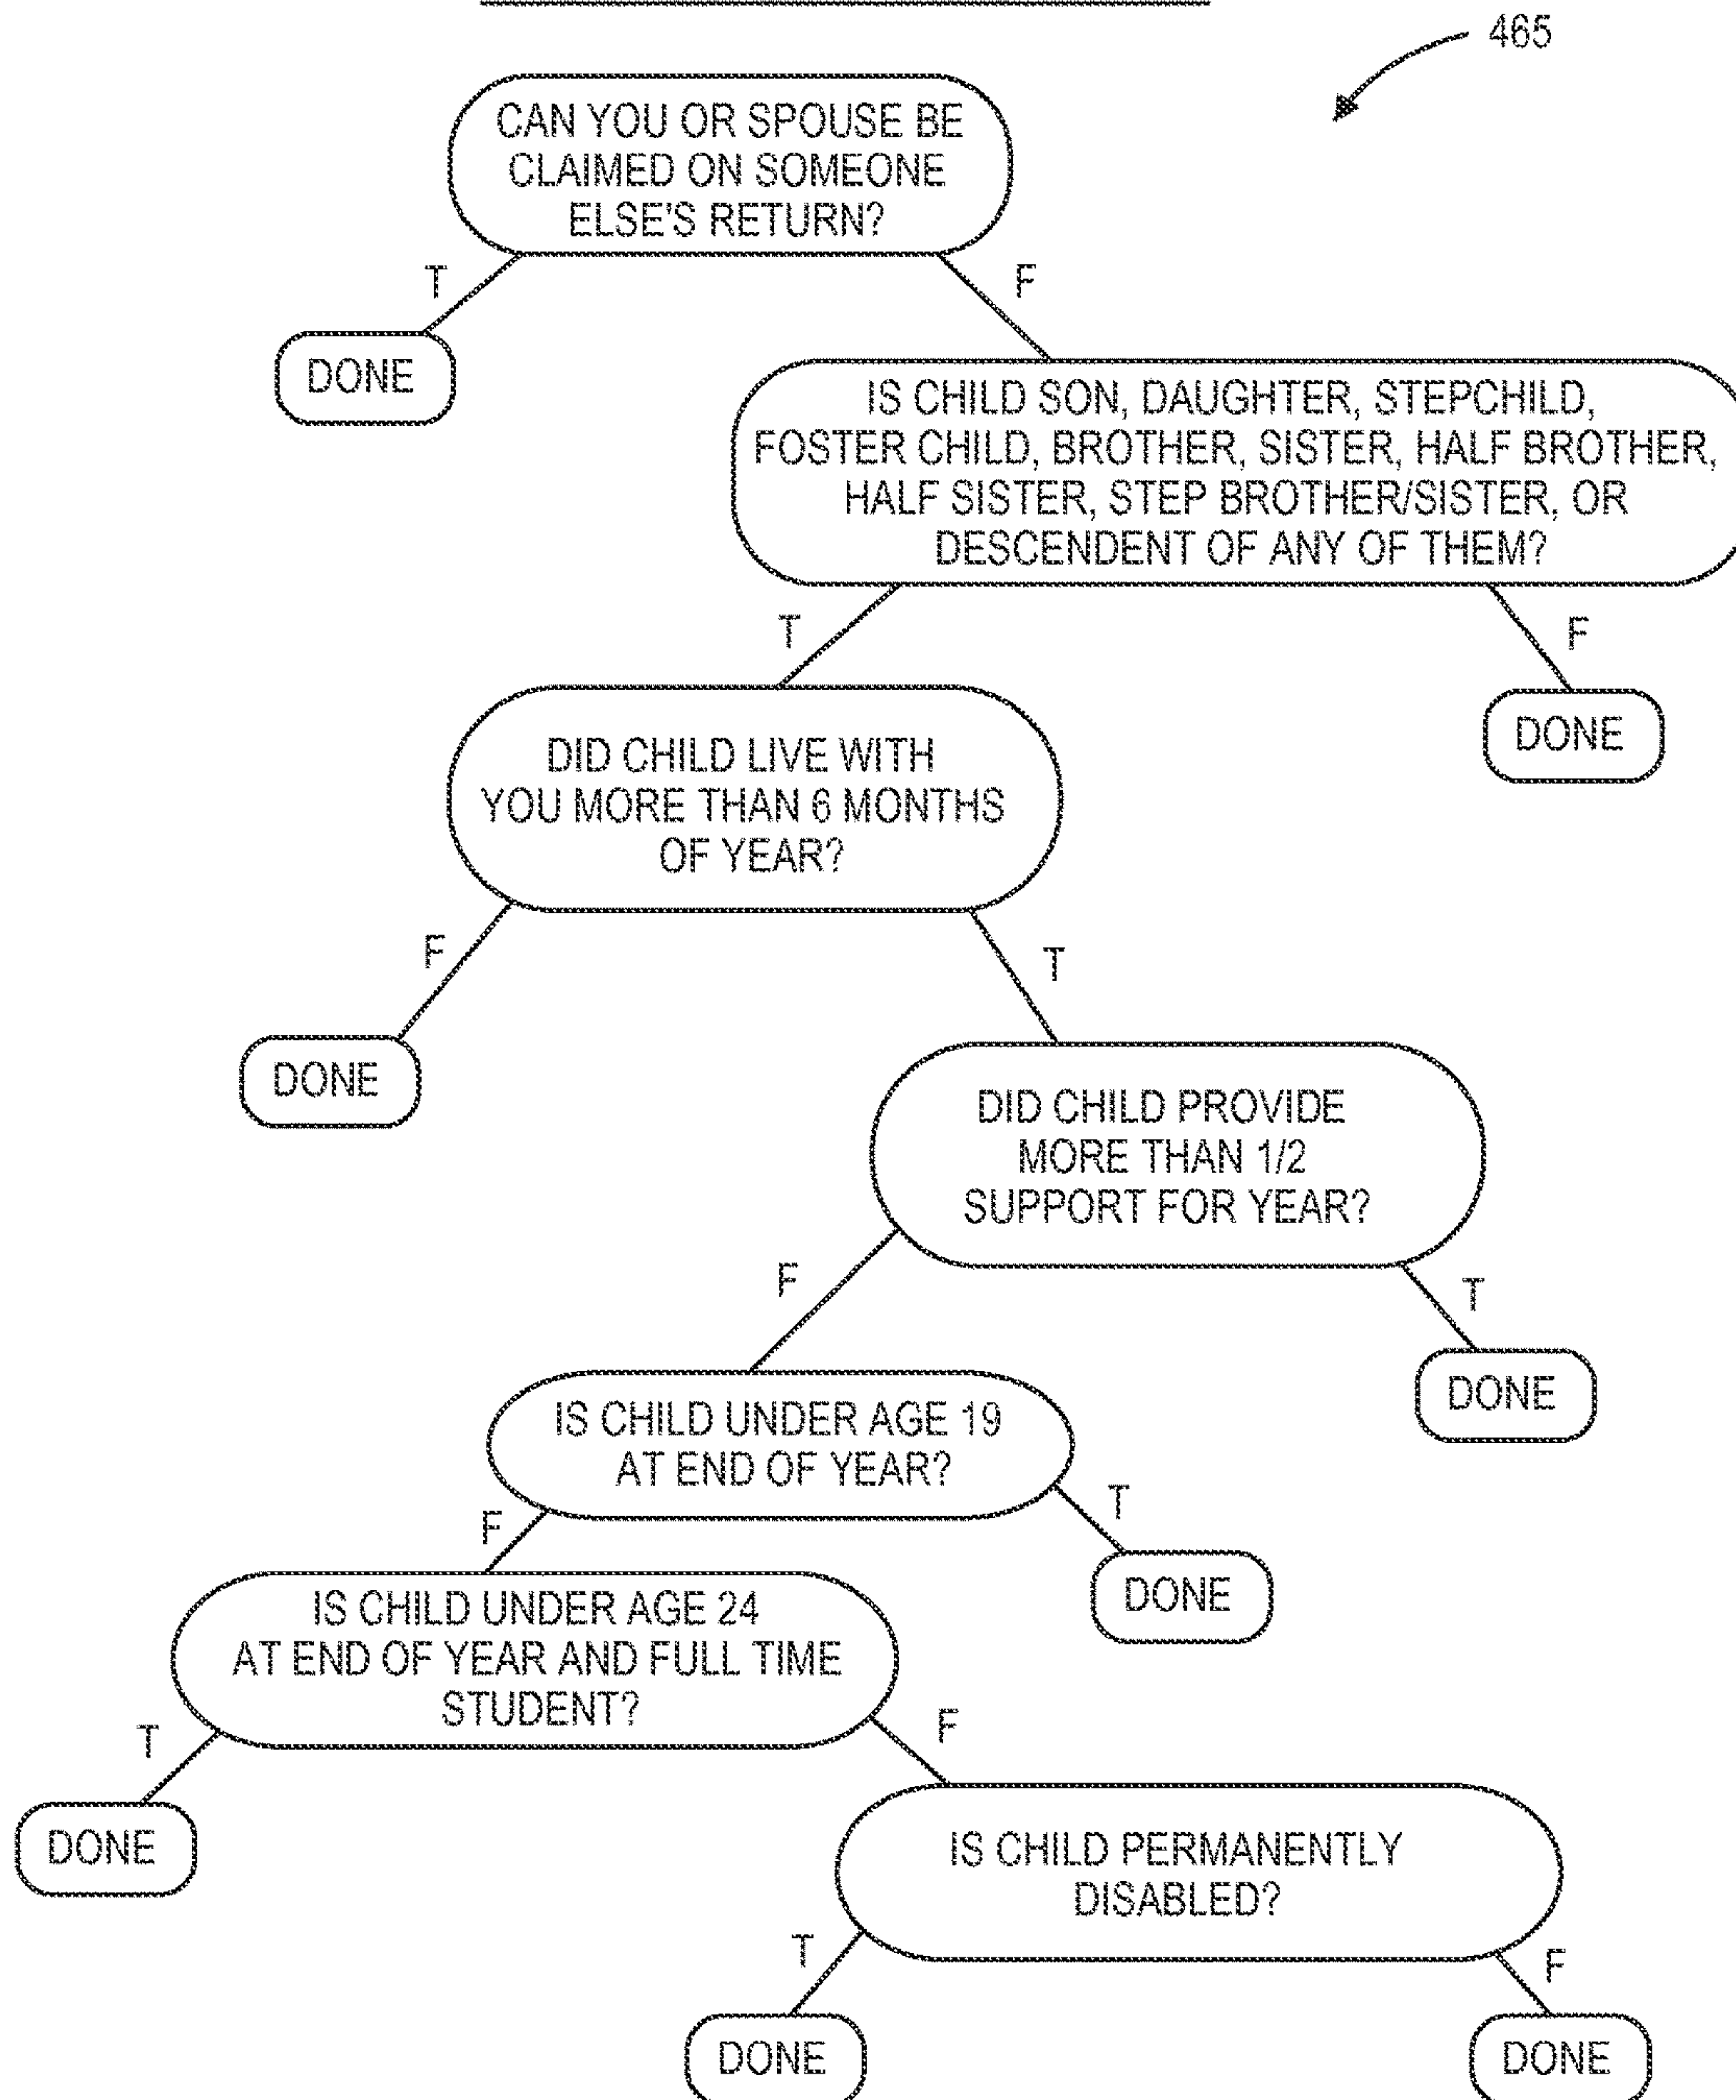 465
CAN YOU OR SPOUSE BE
CLAIMED ON SOMEONE
ELSE'S RETURN?
T
F
DONE
IS CHILD SON, DAUGHTER, STEPCHILD,
FOSTER CHILD, BROTHER, SISTER, HALF BROTHER,
HALF SISTER, STEP BROTHER/SISTER, OR
DESCENDENT OF ANY OF THEM?
T
F
DONE
DID CHILD LIVE WITH
YOU MORE THAN 6 MONTHS
OF YEAR?
F
T
DONE
DID CHILD PROVIDE
MORE THAN 1/2
SUPPORT FOR YEAR?
F
T
DONE
IS CHILD UNDER AGE 19
AT END OF YEAR?
F
T
DONE
IS CHILD UNDER AGE 24
AT END OF YEAR AND FULL TIME
STUDENT?
T
F
DONE
IS CHILD PERMANENTLY
DISABLED?
T
F
DONE
DONE